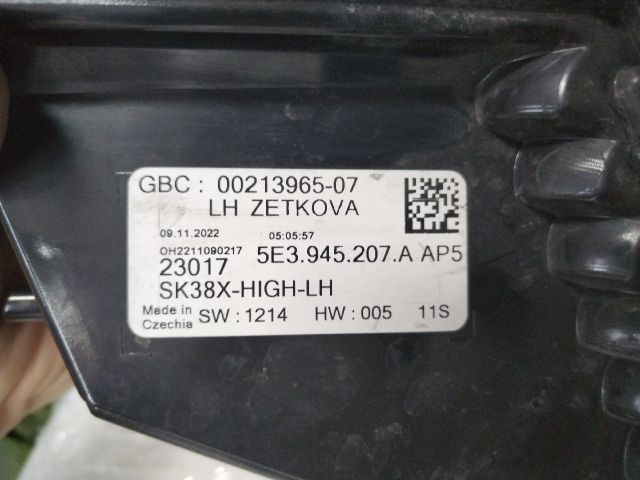 GBC: 00213965-07
LH ZETKOVA
09.11.2022 05:05:57
OH2211090217
23017 5E3.945.207.A AP5
SK38X-HIGH-LH
Made in Czechia SW:1214 HW:005 11S